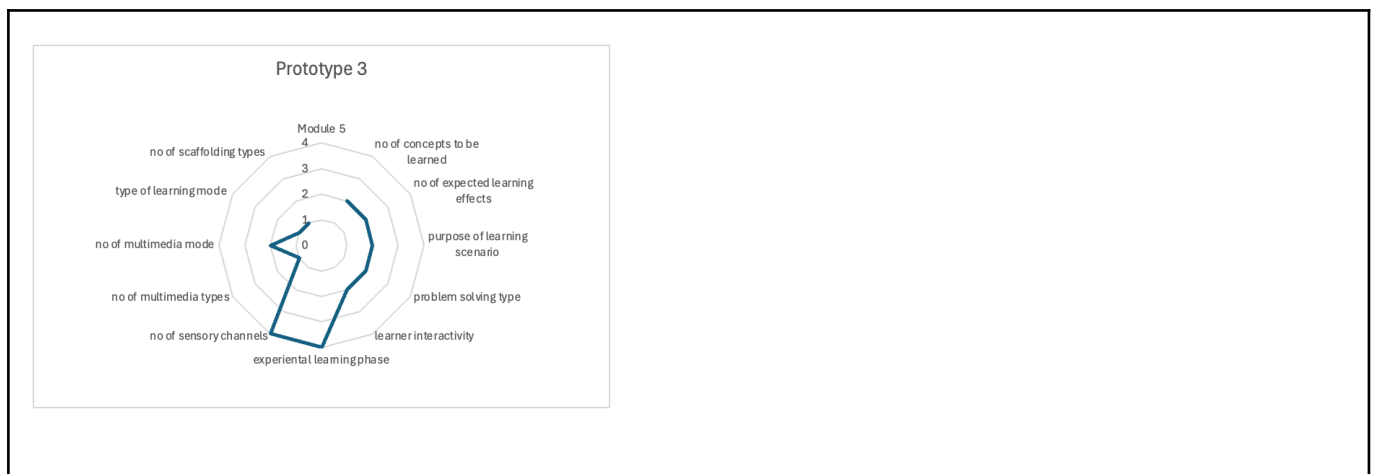 Prototype 3
Module 5
no of concepts to be
learned
no of expected learning
effects
purpose of learning
scenario
problem solving type
learner interactivity
experiental learning phase
no of sensory channels
no of multimedia types
no of multimedia mode
type of learning mode
no of scaffolding types
4
3
2
1
0